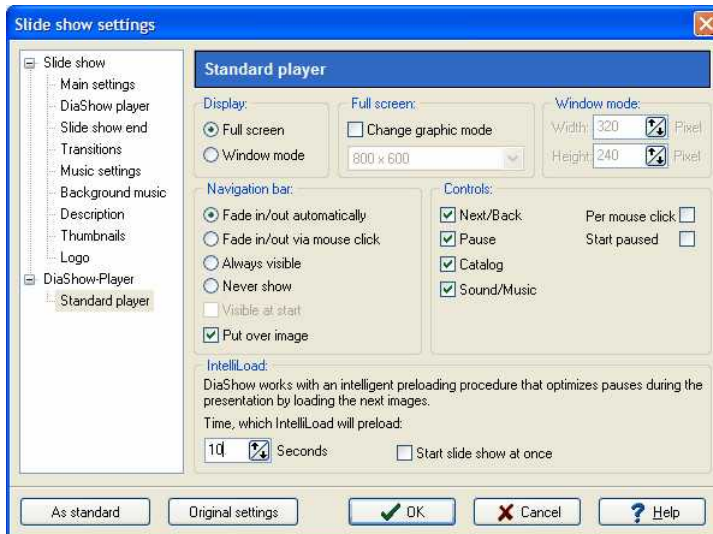 Slide show settings
Slide show
Main settings
DiaShow player
Slide show end
Transitions
Music settings
Background music
Description
Thumbnails
Logo
DiaShow-Player
Standard player
Standard player
Display:
Full screen
Window mode
Full screen:
Change graphic mode
800 x 600
Window mode:
Width: 320 Pixel
Height: 240 Pixel
Navigation bar:
Fade in/out automatically
Fade in/out via mouse click
Always visible
Never show
Visible at start
Put over image
Controls:
Next/Back Per mouse click
Pause Start paused
Catalog
Sound/Music
IntelliLoad:
DiaShow works with an intelligent preloading procedure that optimizes pauses during the
presentation by loading the next images.
Time, which IntelliLoad will preload:
10 Seconds Start slide show at once
As standard Original settings OK Cancel Help